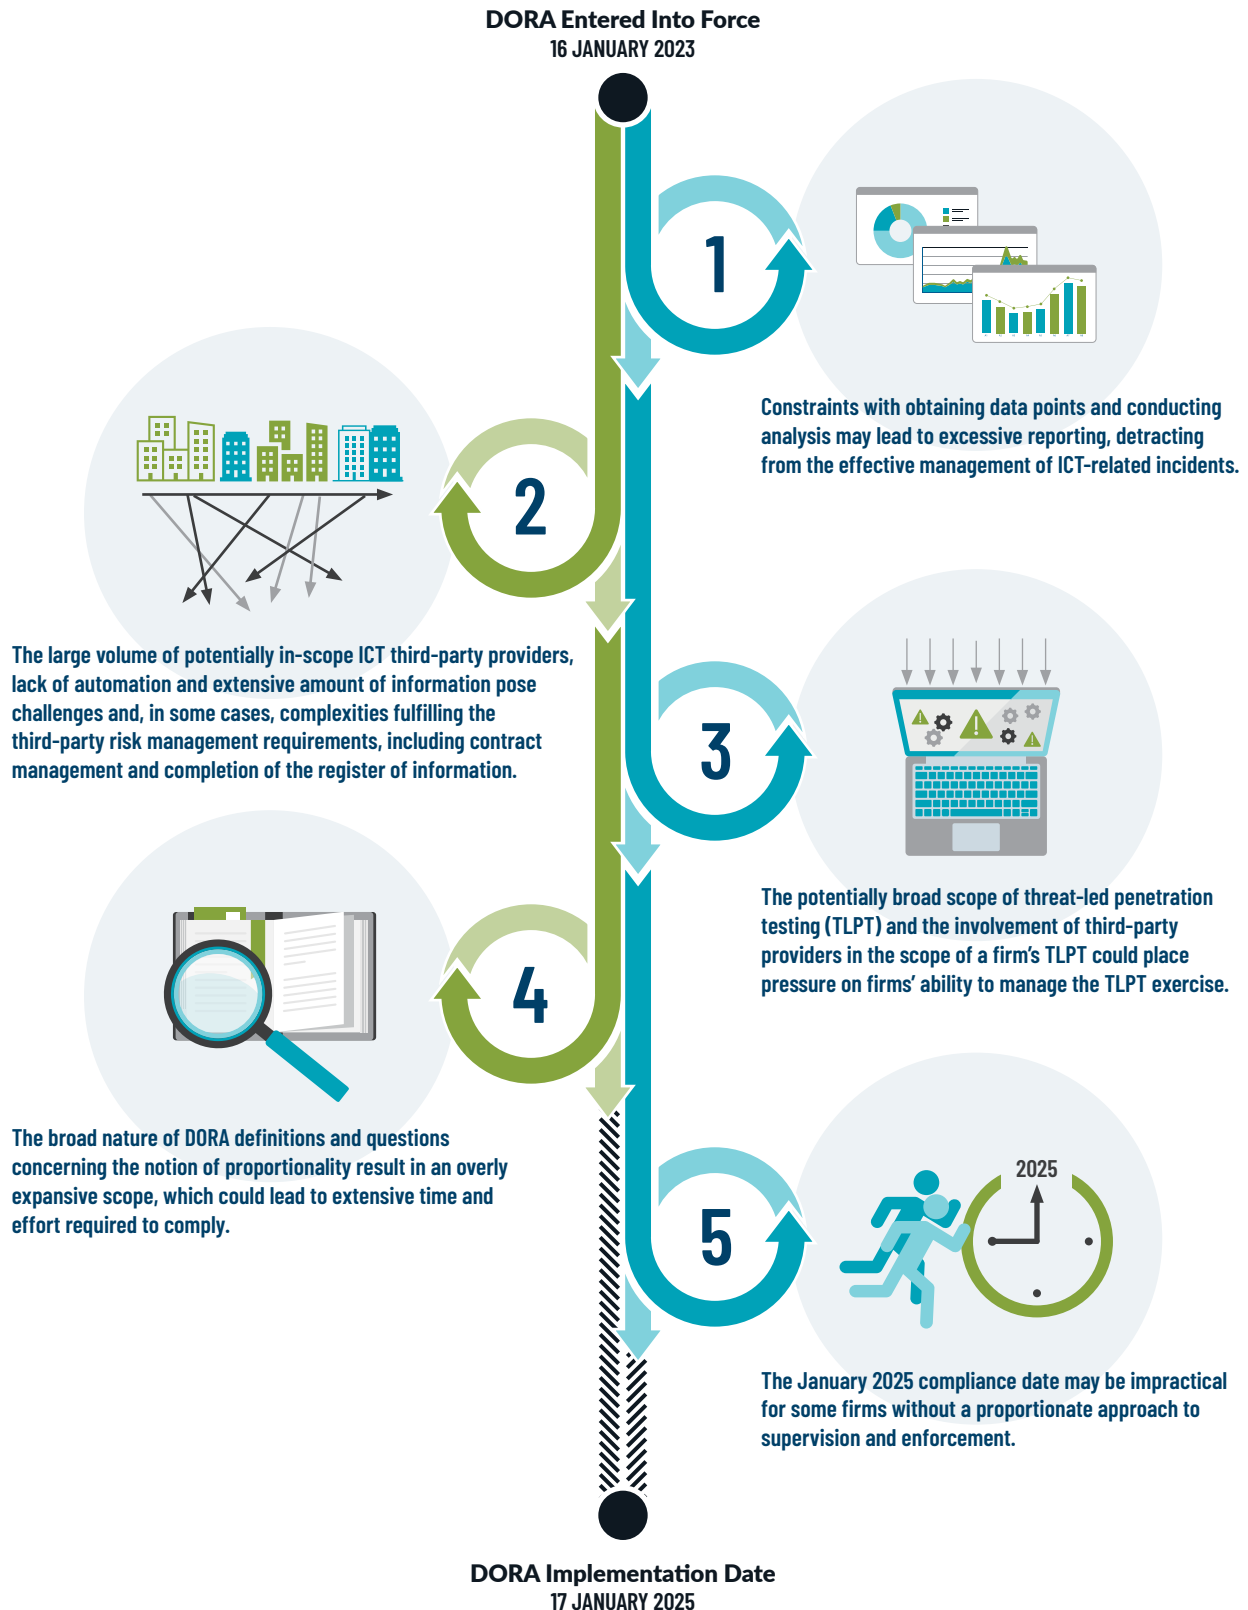 DORA Entered Into Force
16 JANUARY 2023
1
Constraints with obtaining data points and conducting
analysis may lead to excessive reporting, detracting
from the effective management of ICT-related incidents.
2
The large volume of potentially in-scope ICT third-party providers,
lack of automation and extensive amount of information pose
challenges and, in some cases, complexities fulfilling the
third-party risk management requirements, including contract
management and completion of the register of information.
3
The potentially broad scope of threat-led penetration
testing (TLPT) and the involvement of third-party
providers in the scope of a firm’s TLPT could place
pressure on firms’ ability to manage the TLPT exercise.
4
The broad nature of DORA definitions and questions
concerning the notion of proportionality result in an overly
expansive scope, which could lead to extensive time and
effort required to comply.
5
2025
The January 2025 compliance date may be impractical
for some firms without a proportionate approach to
supervision and enforcement.
DORA Implementation Date
17 JANUARY 2025